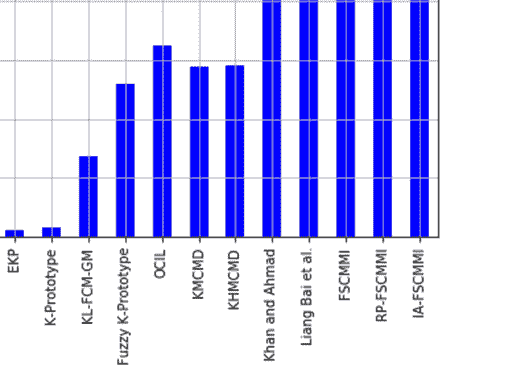 EKP
K-Prototype
KL-FCM-GM
Fuzzy K-Prototype
OCIL
KMCMD
KHMCMD
Khan and Ahmad
Liang Bai et al.
FSCMMI
RP-FSCMMI
IA-FSCMMI